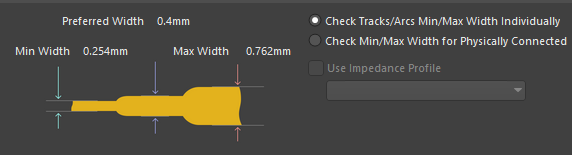 Preferred Width 0.4mm
Min Width 0.254mm Max Width 0.762mm
Check Tracks/Arcs Min/Max Width Individually
Check Min/Max Width for Physically Connected
Use Impedance Profile